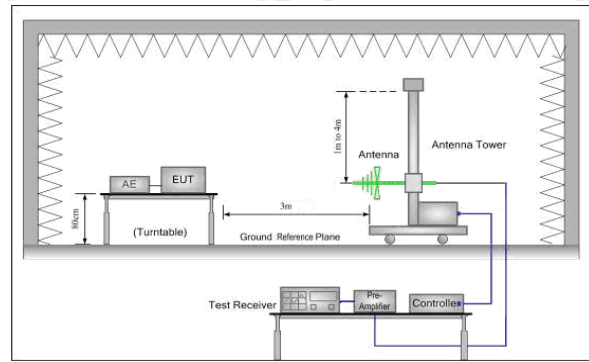 1m to 4m
Antenna
Antenna Tower
AE
EUT
80cm
(Turntable)
3m
Ground Reference Plane
Test Receiver
Pre-
Amplifier
Controller